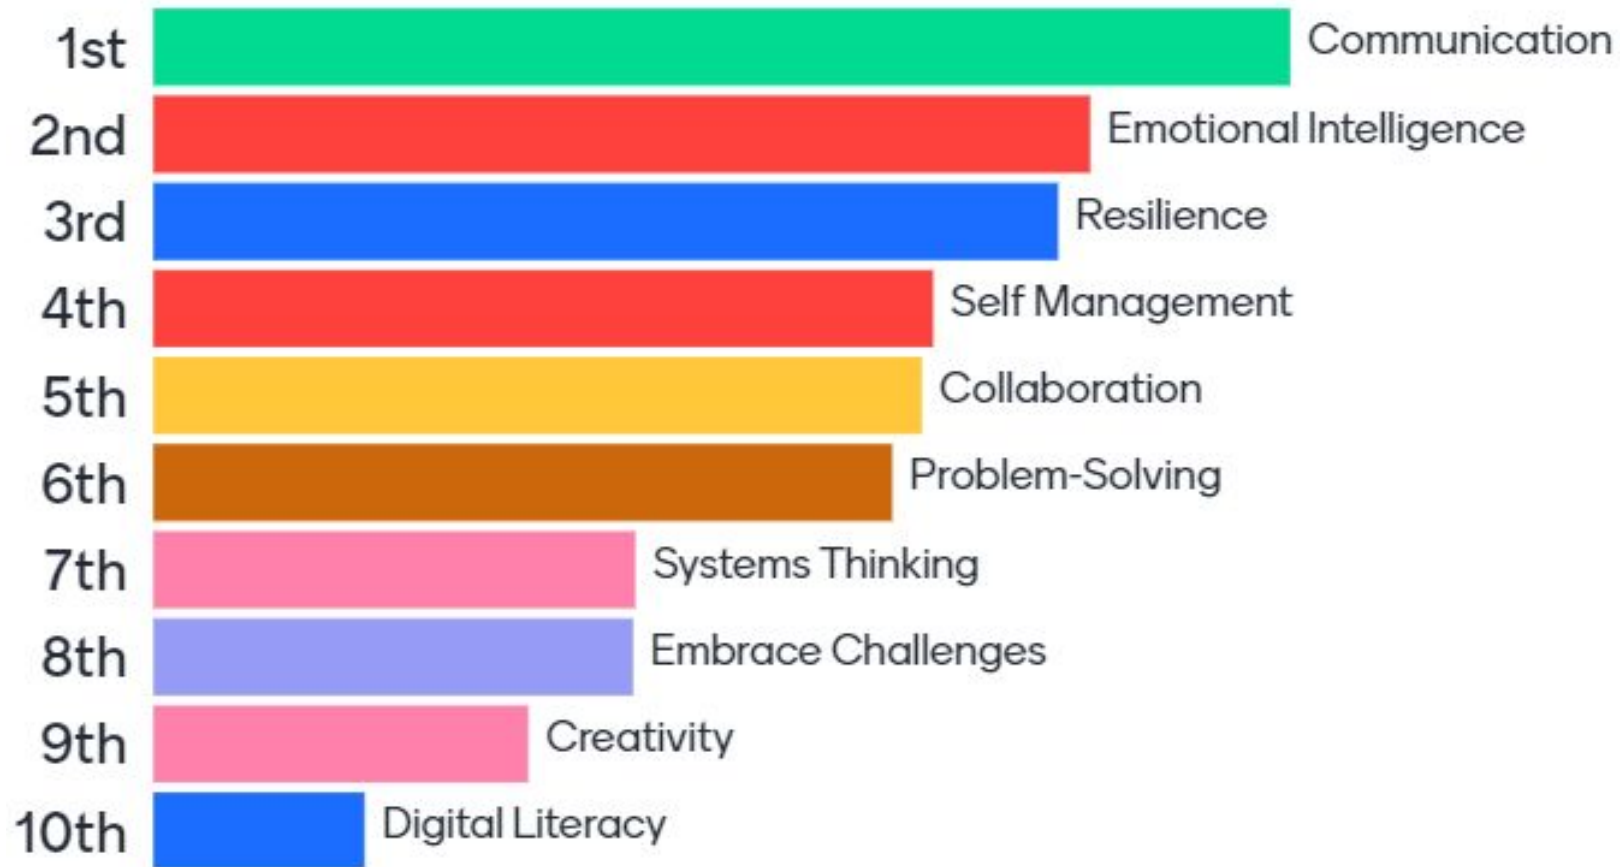 1st Communication
2nd Emotional Intelligence
3rd Resilience
4th Self Management
5th Collaboration
6th Problem-Solving
7th Systems Thinking
8th Embrace Challenges
9th Creativity
10th Digital Literacy